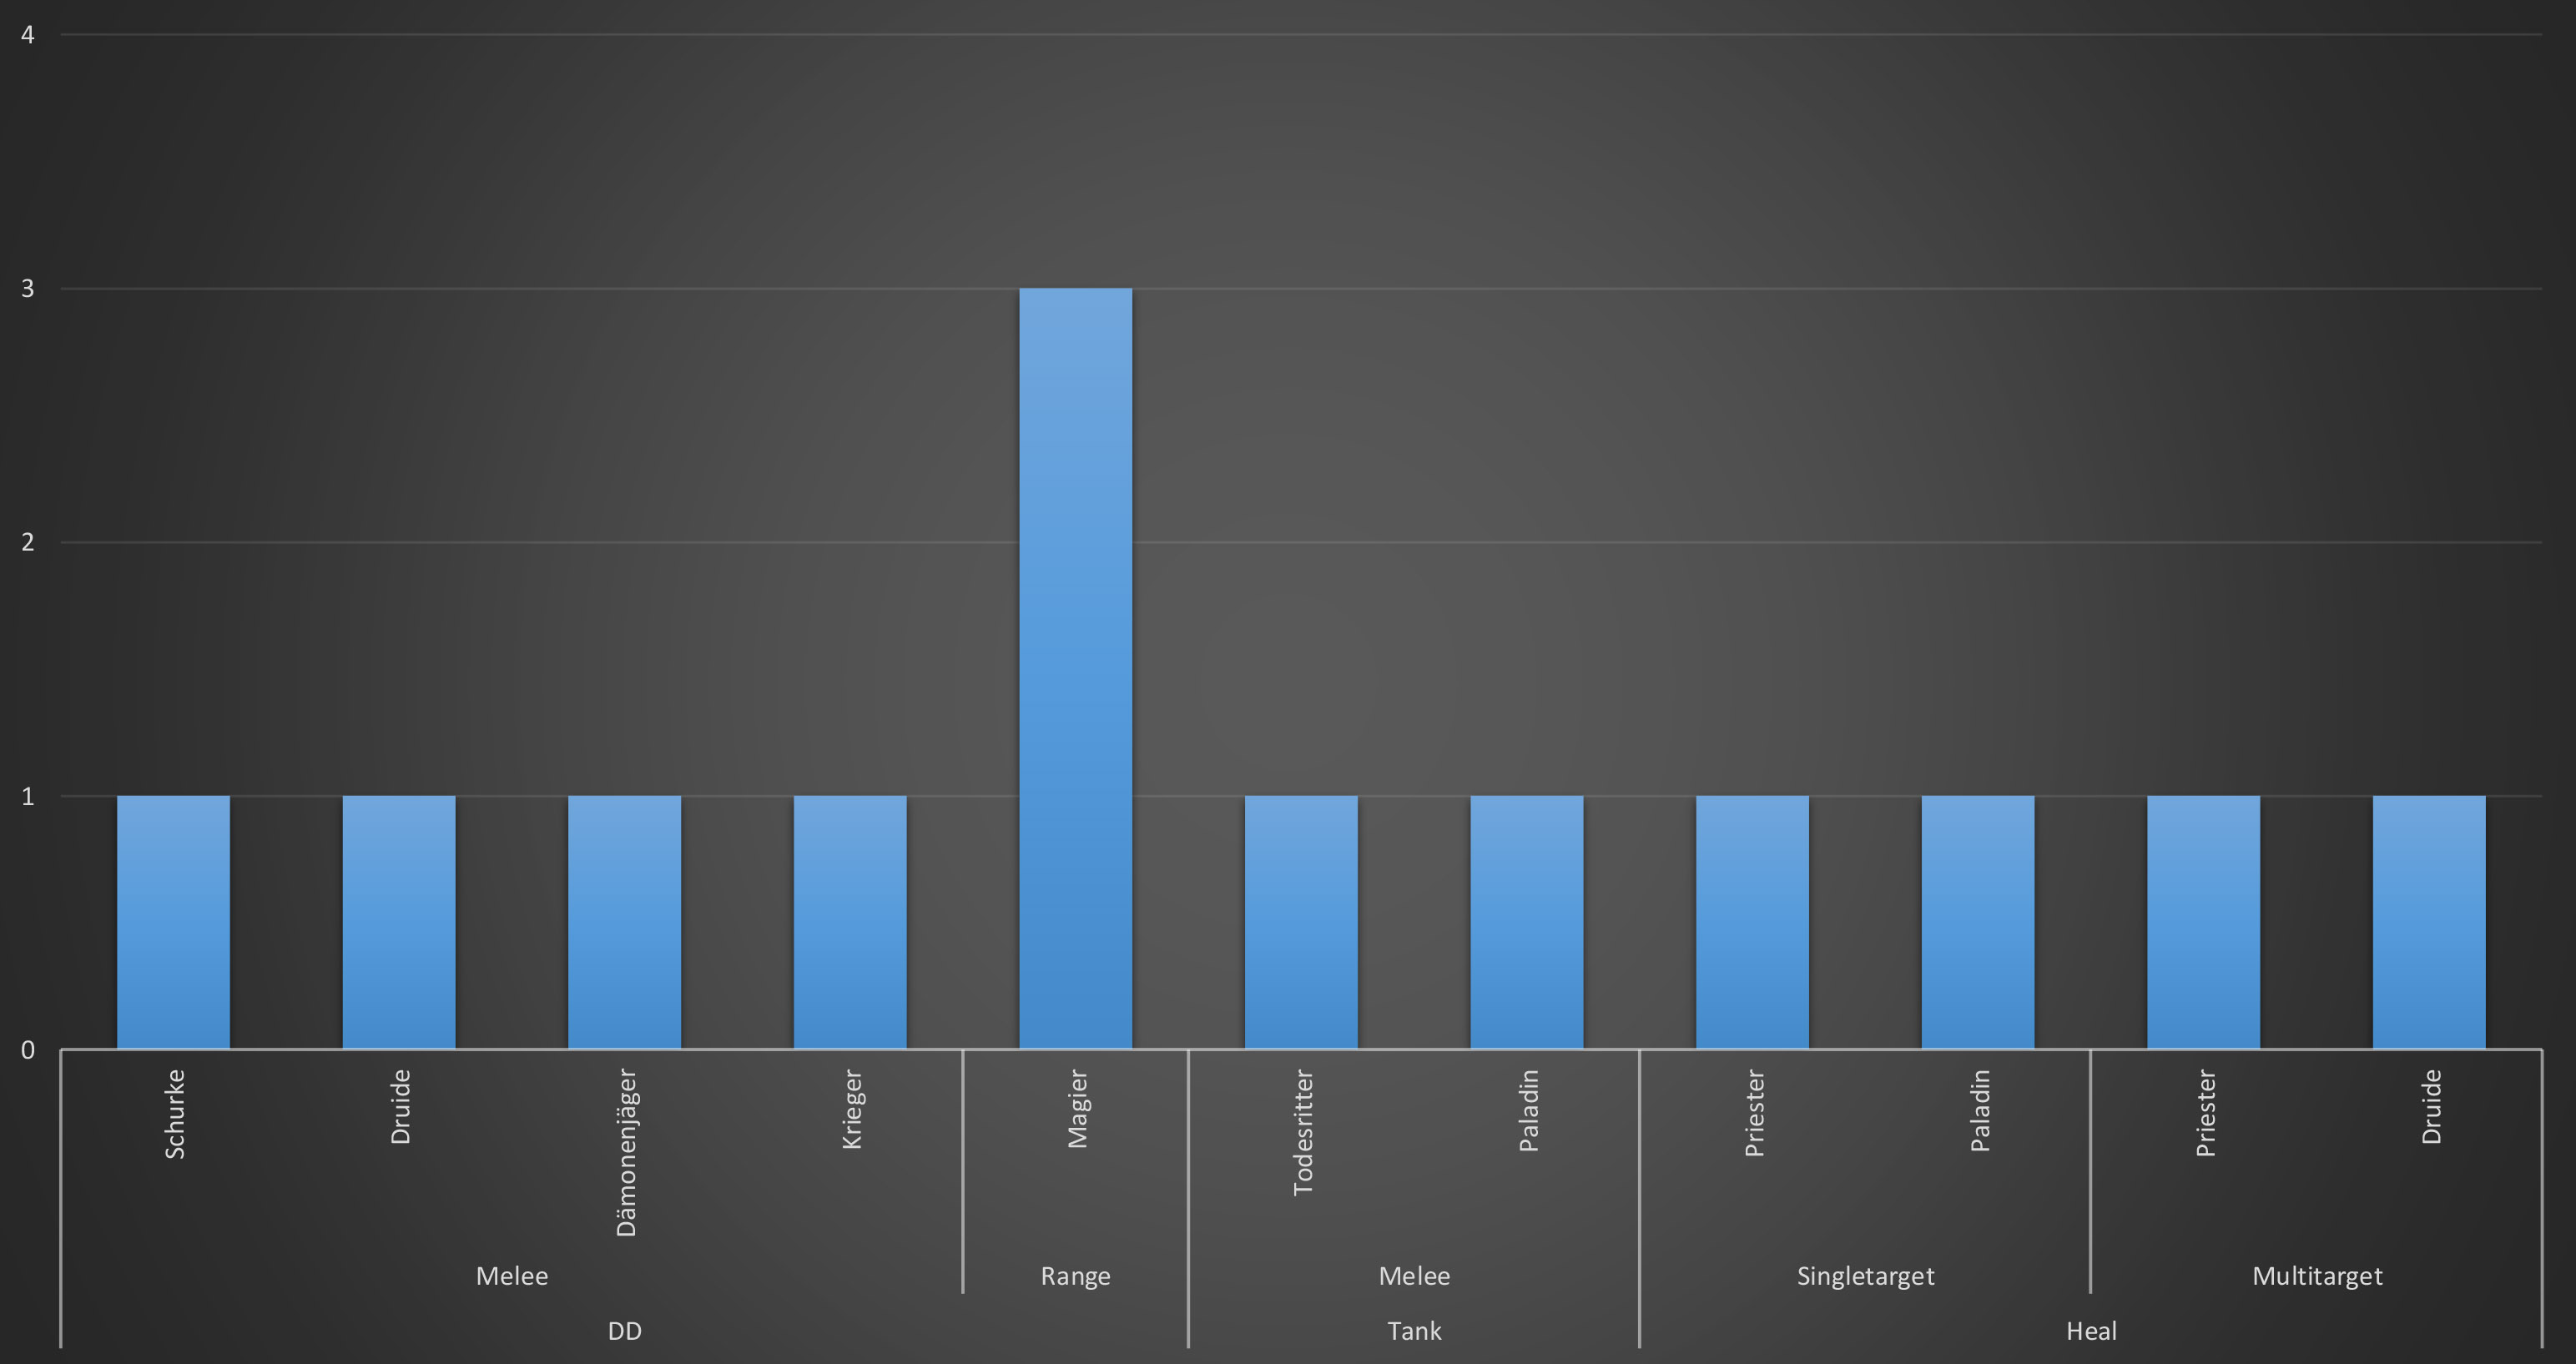 4
3
2
1
0
Schurke
Druide
Dämonenjäger
Krieger
Magier
Todesritter
Paladin
Priester
Paladin
Priester
Druide
Melee
Range
Melee
Singletarget
Multitarget
DD
Tank
Heal